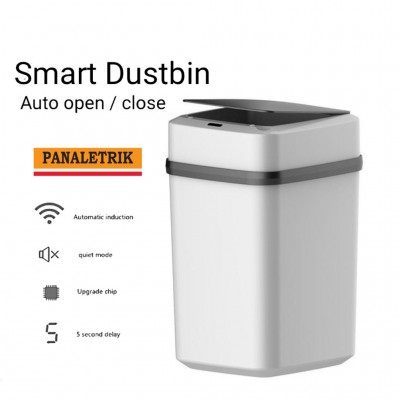 Smart Dustbin
Auto open / close
PANALETRIK
Automatic induction
quiet mode
Upgrade chip
5 second delay